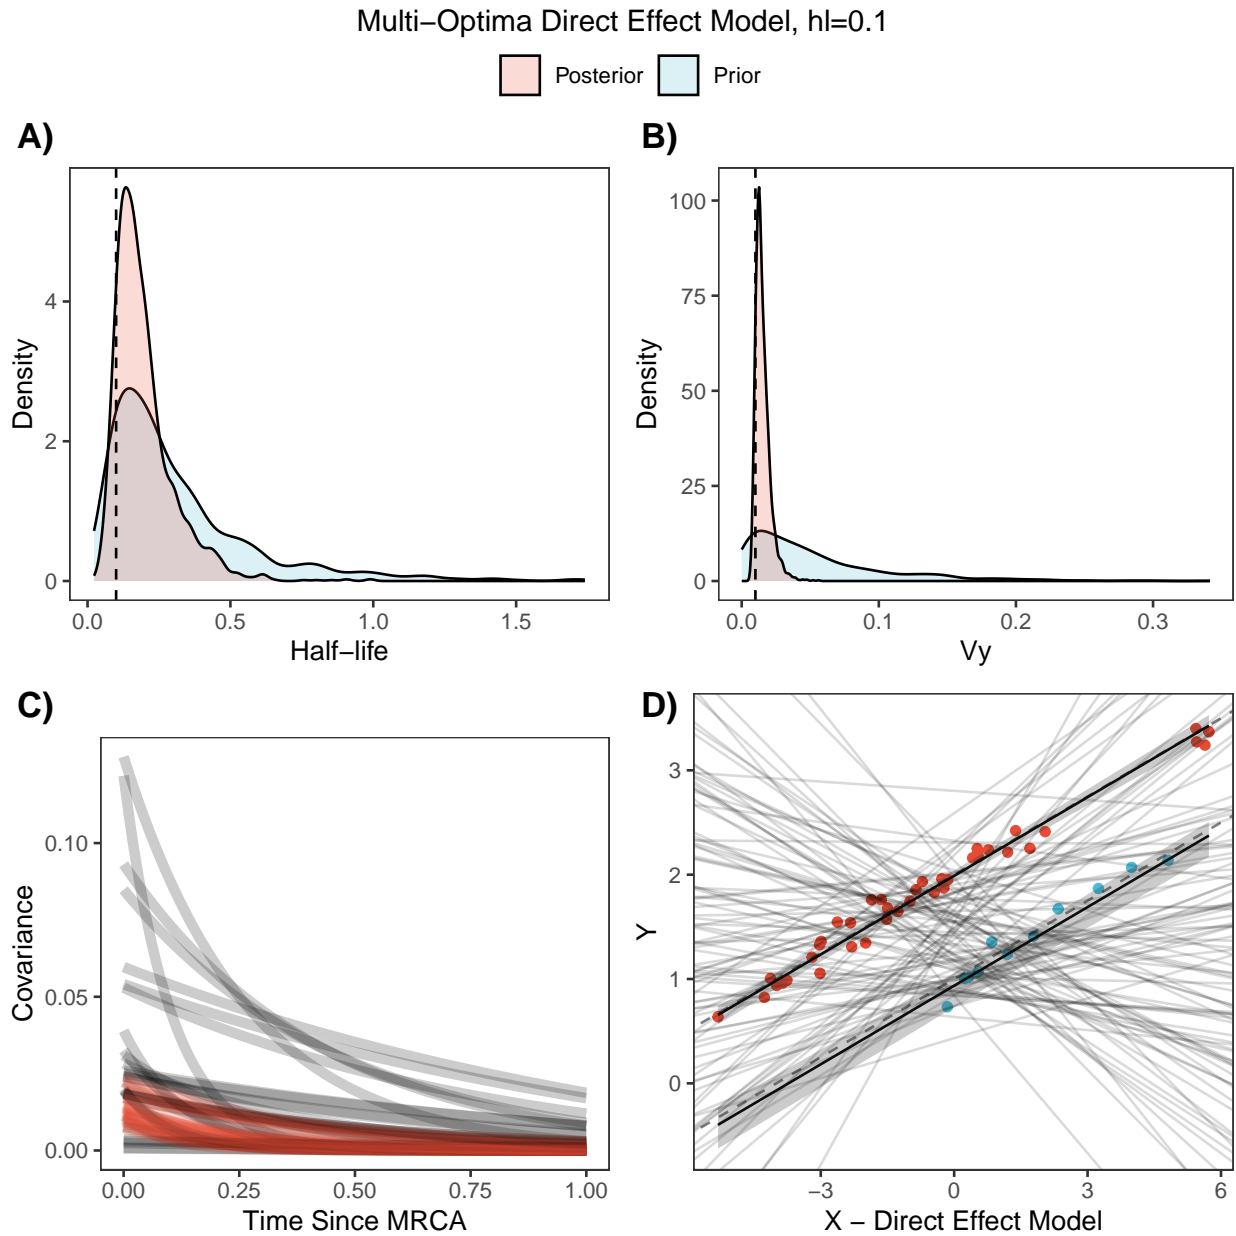 Multi−Optima Direct Effect Model, hl=0.1
Posterior Prior
A)
Density
4
2
0
0.0 0.5 1.0 1.5
Half−life
B)
Density
100
75
50
25
0
0.0 0.1 0.2 0.3
Vy
C)
Covariance
0.10
0.05
0.00
0.00 0.25 0.50 0.75 1.00
Time Since MRCA
D)
Y
3
2
1
0
−3 0 3 6
X − Direct Effect Model